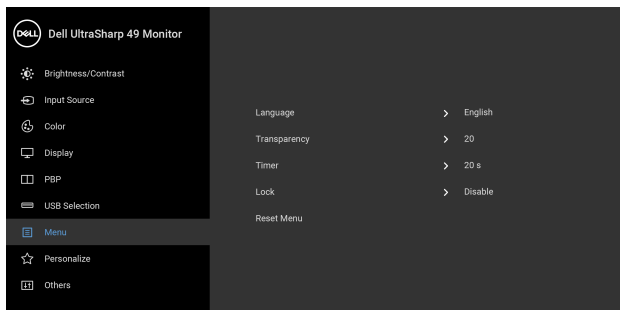 DELL Dell UltraSharp 49 Monitor
Brightness/Contrast
Input Source
Color
Display
PBP
USB Selection
Menu
Personalize
Others
Language > English
Transparency > 20
Timer > 20 s
Lock > Disable
Reset Menu